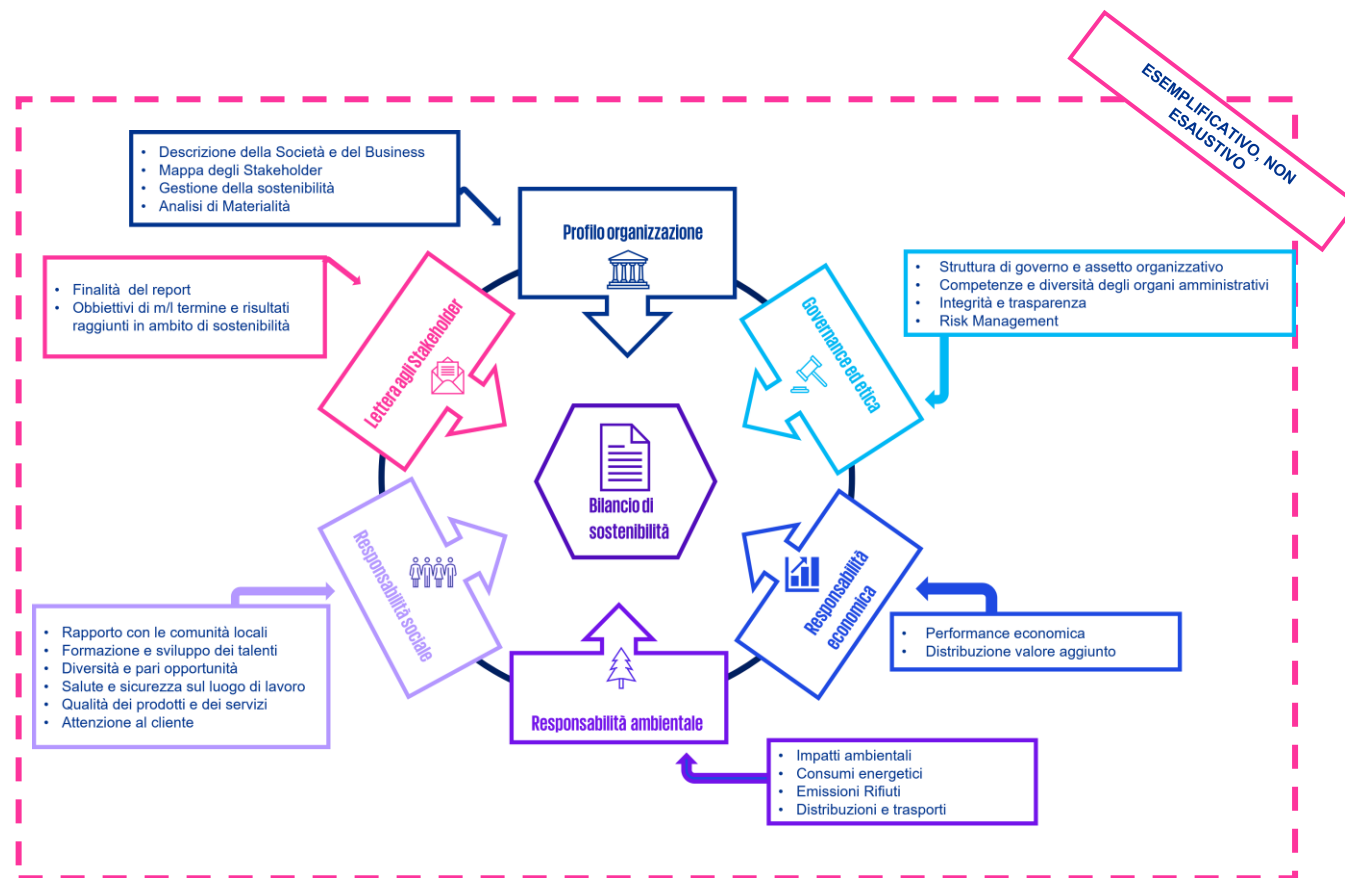 ESEMPLIFICATIVO, NON
ESAUSTIVO
• Descrizione della Società e del Business
• Mappa degli Stakeholder
• Gestione della sostenibilità
• Analisi di Materialità
Profilo organizzazione
• Finalità del report
• Obbiettivi di m/l termine e risultati
raggiunti in ambito di sostenibilità
Lettera agli Stakeholder
• Struttura di governo e assetto organizzativo
• Competenze e diversità degli organi amministrativi
• Integrità e trasparenza
• Risk Management
Governance ed etica
Bilancio di
sostenibilità
Responsabilità sociale
• Rapporto con le comunità locali
• Formazione e sviluppo dei talenti
• Diversità e pari opportunità
• Salute e sicurezza sul luogo di lavoro
• Qualità dei prodotti e dei servizi
• Attenzione al cliente
Responsabilità
economica
• Performance economica
• Distribuzione valore aggiunto
Responsabilità ambientale
• Impatti ambientali
• Consumi energetici
• Emissioni Rifiuti
• Distribuzioni e trasporti